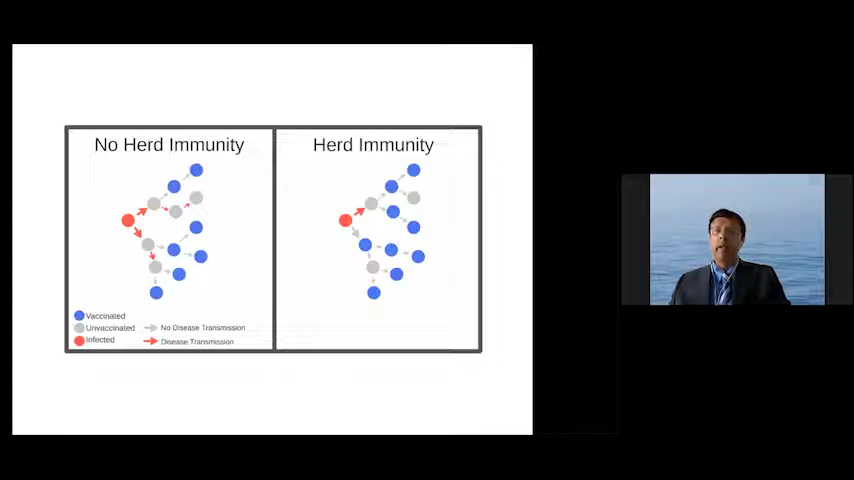 No Herd Immunity
Herd Immunity
Vaccinated
Unvaccinated
Infected
No Disease Transmission
Disease Transmission